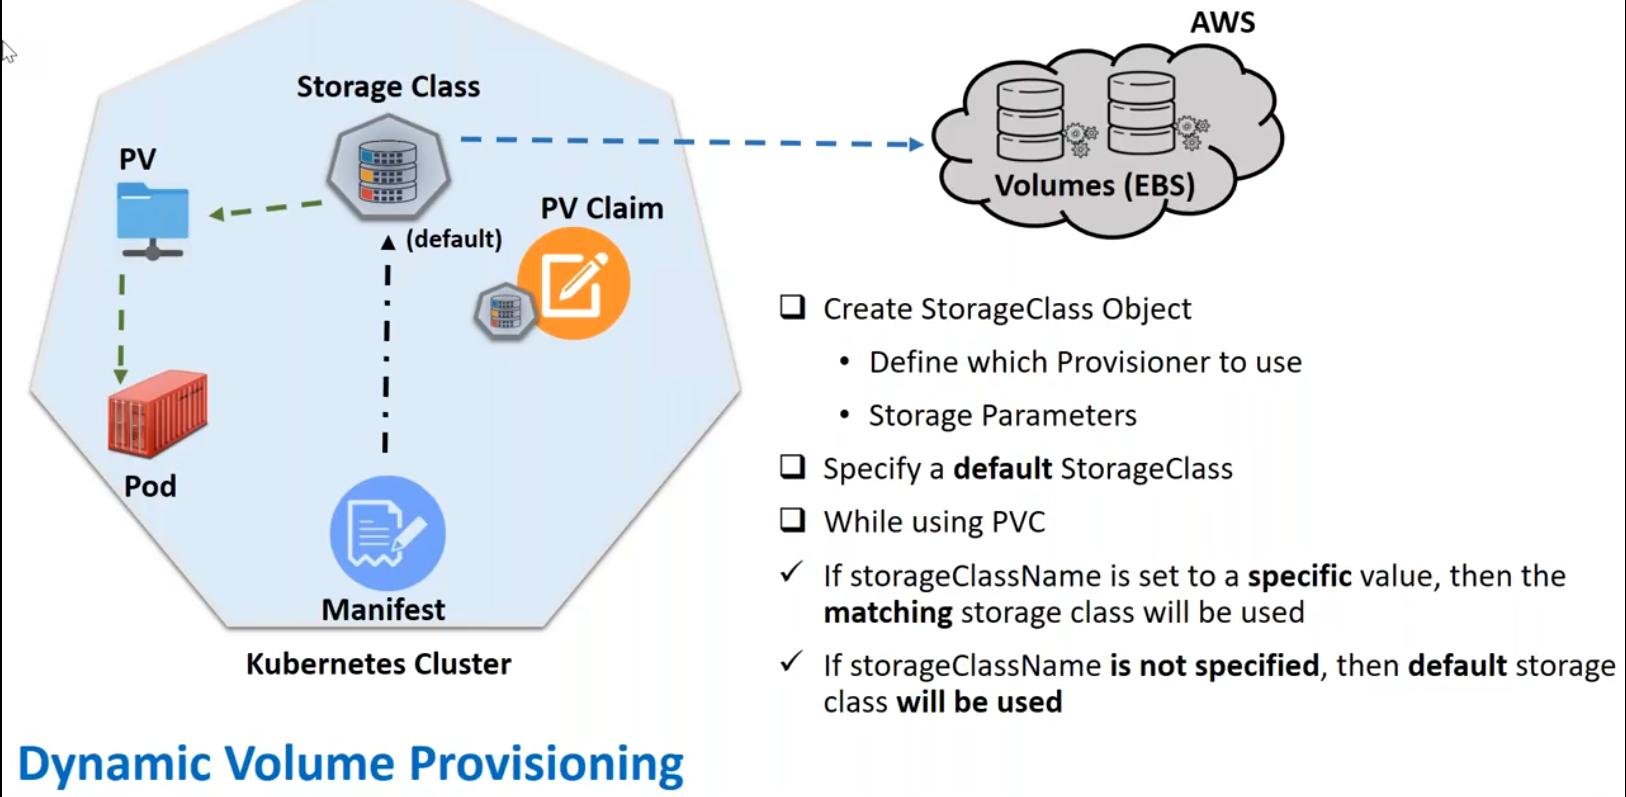 AWS
Storage Class
PV
Volumes (EBS)
PV Claim
(default)
Pod
Manifest
Kubernetes Cluster
Create StorageClass Object
• Define which Provisioner to use
• Storage Parameters
Specify a default StorageClass
While using PVC
If storageClassName is set to a specific value, then the
matching storage class will be used
If storageClassName is not specified, then default storage
class will be used
Dynamic Volume Provisioning